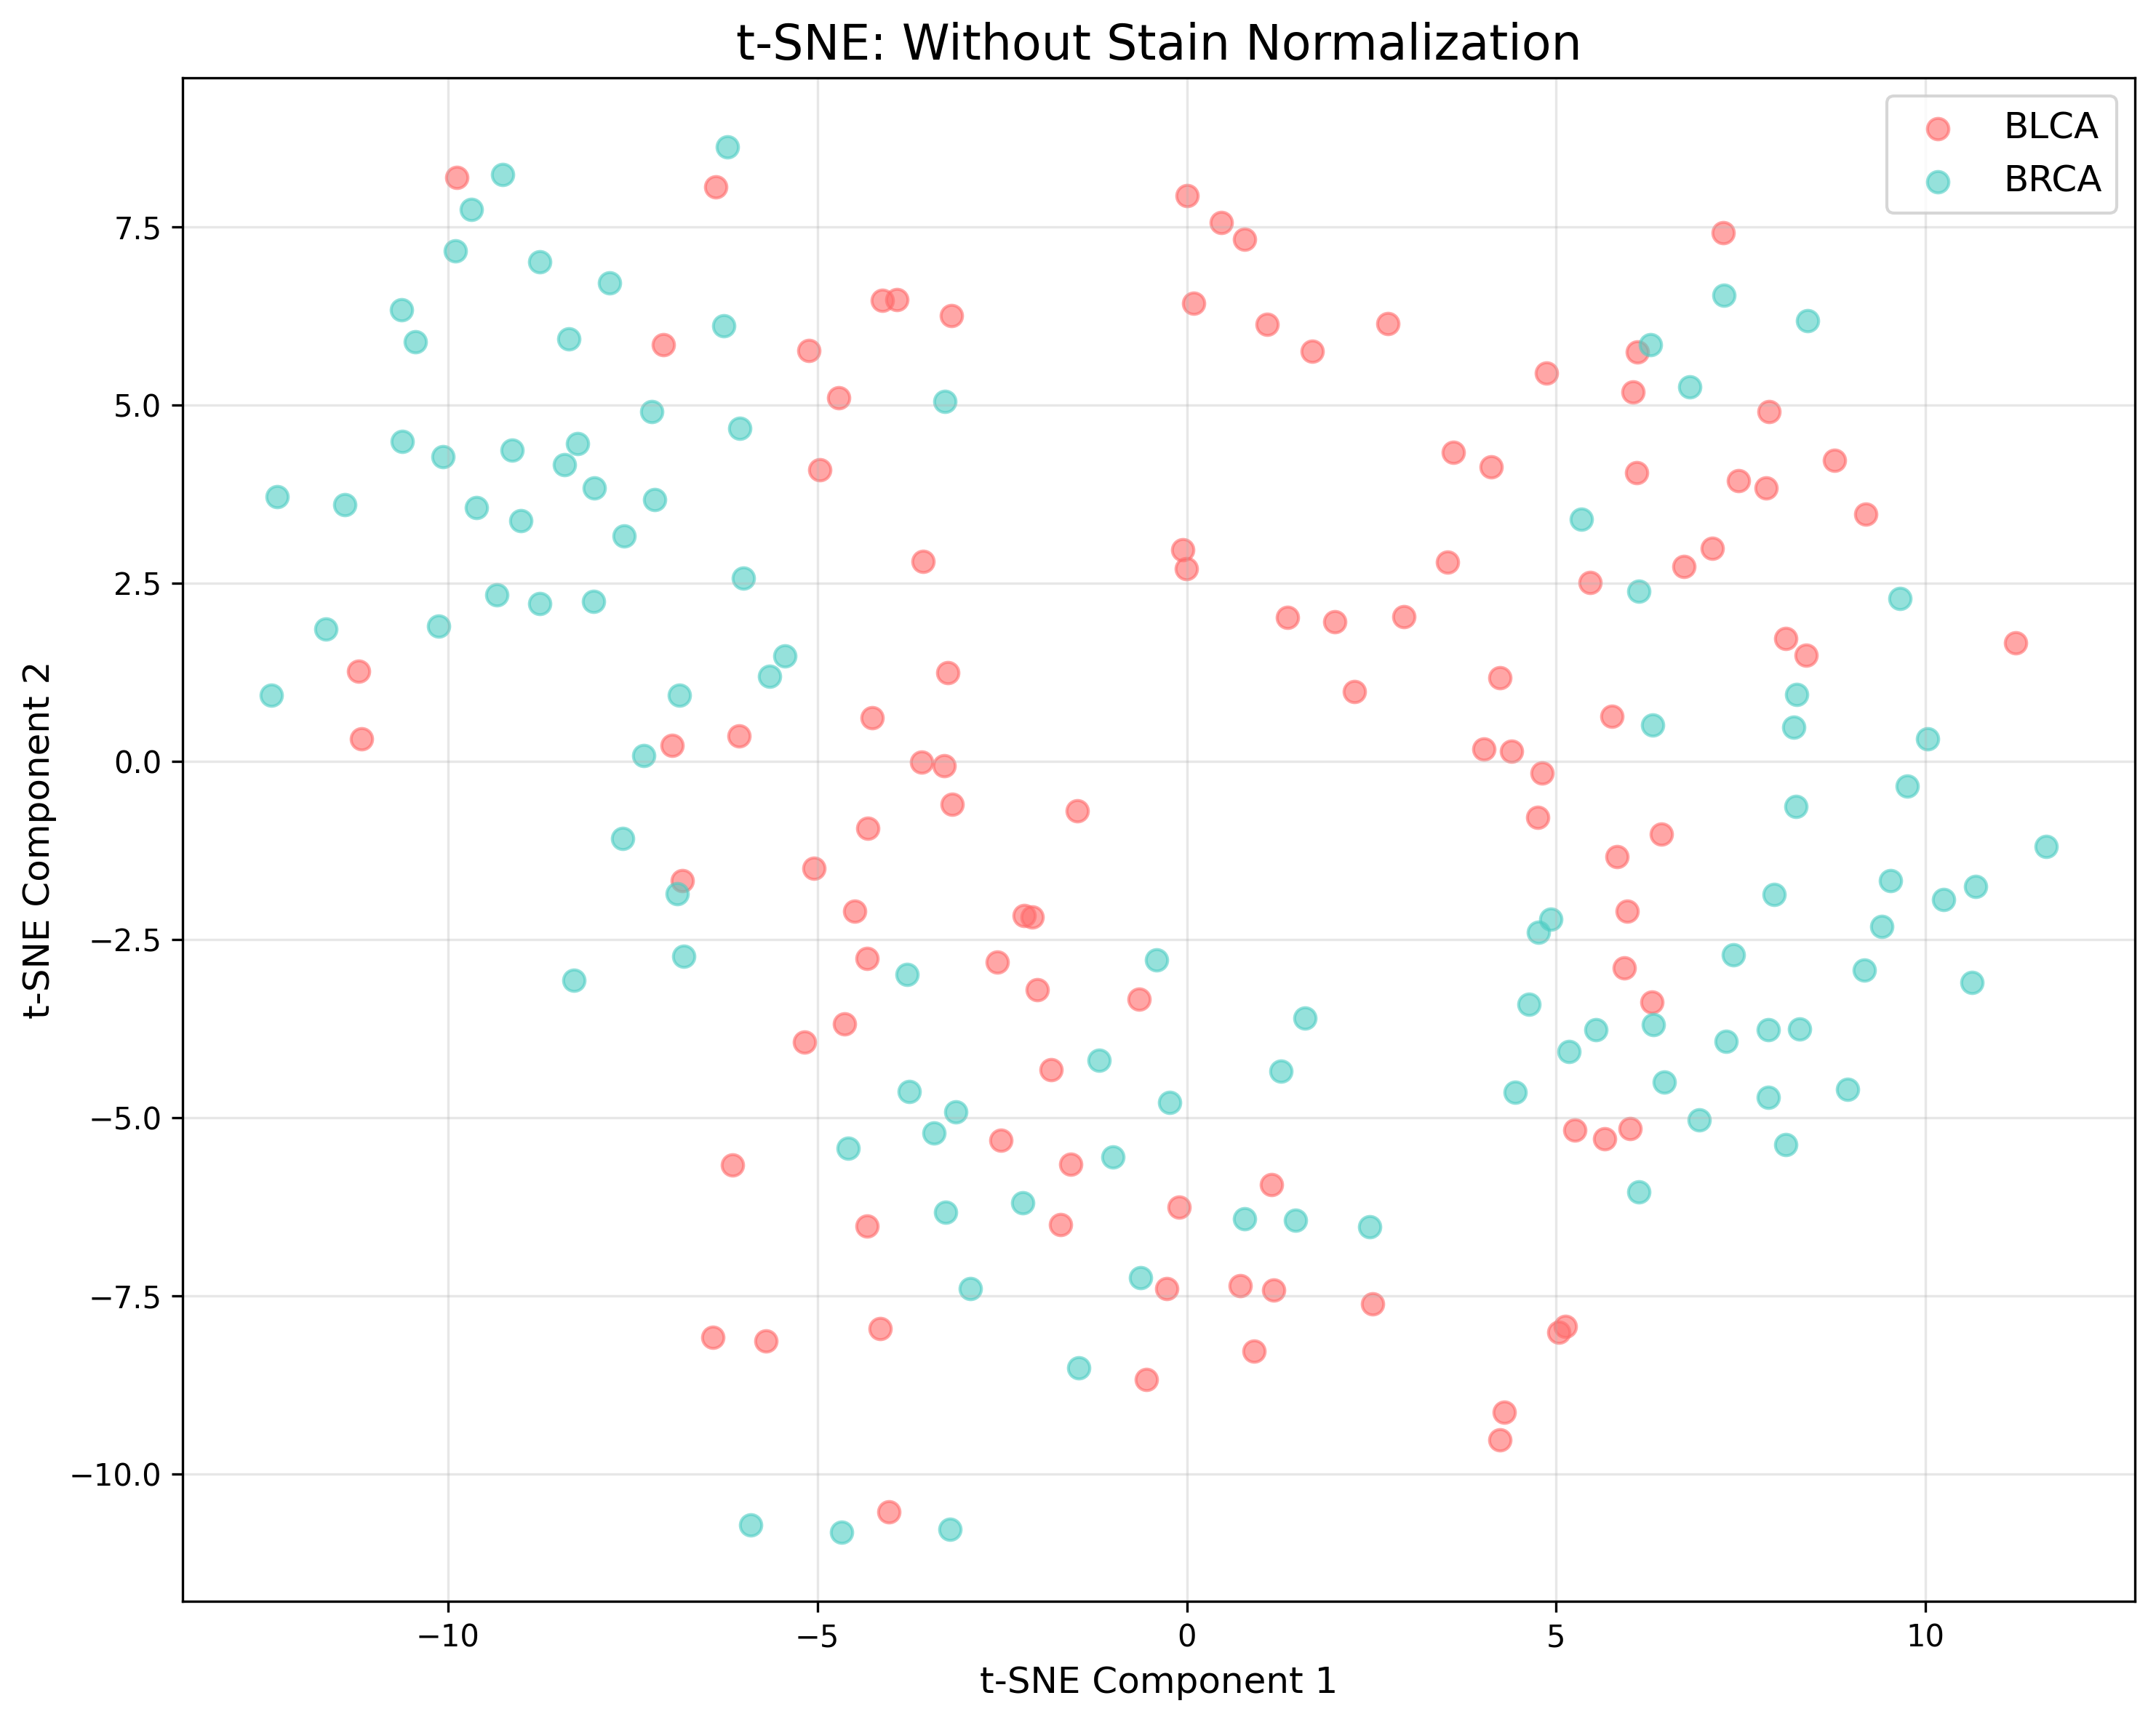 t-SNE: Without Stain Normalization
BLCA
BRCA
t-SNE Component 2
7.5
5.0
2.5
0.0
−2.5
−5.0
−7.5
−10.0
−10
−5
0
5
10
t-SNE Component 1